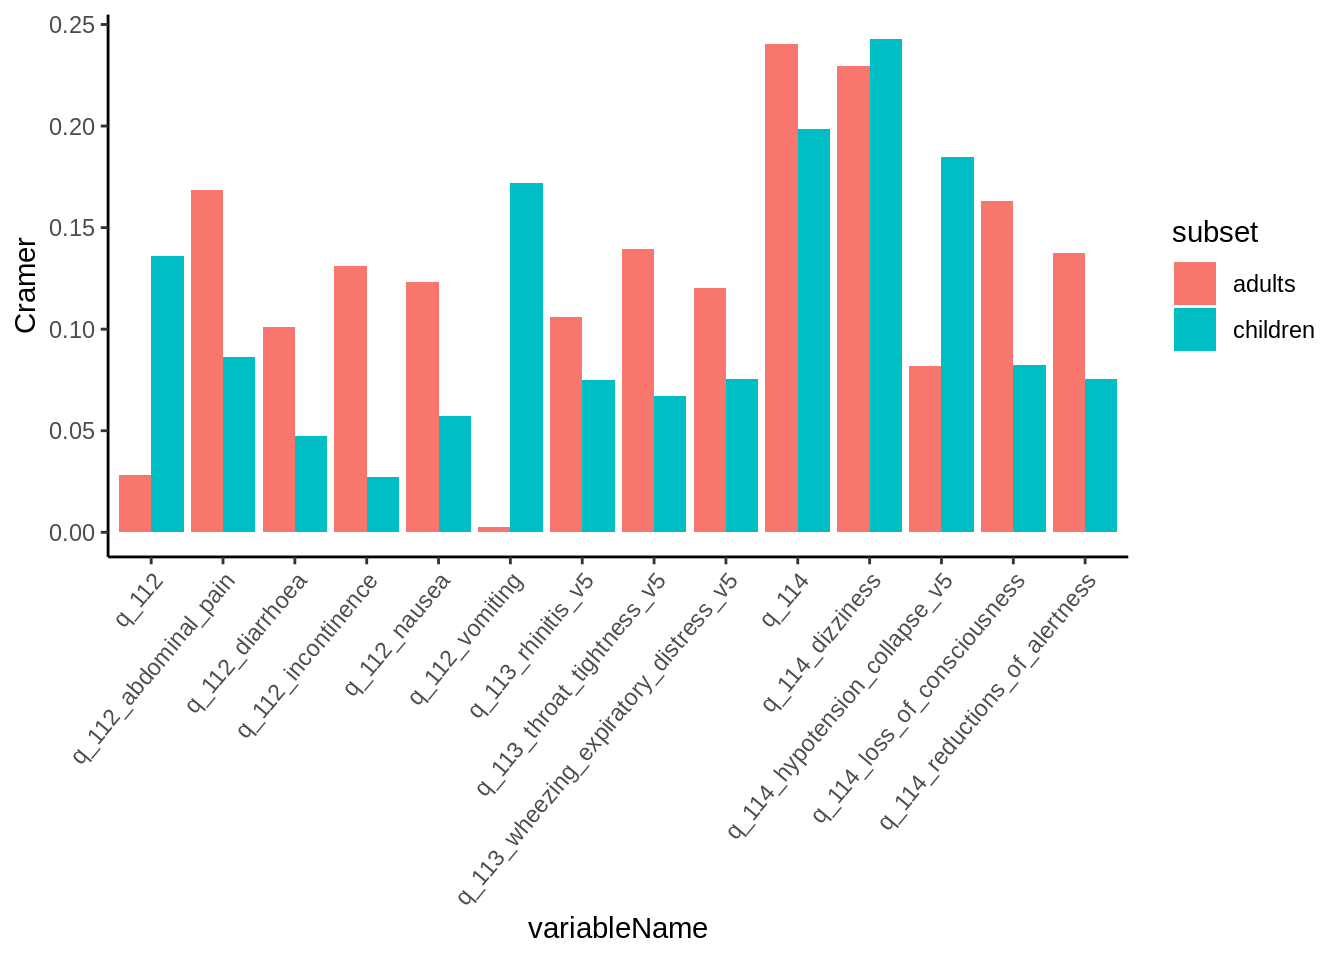 0.25
0.20
0.15
0.10
0.05
0.00
Cramer
q_112
q_112_abdominal_pain
q_112_diarrhoea
q_112_incontinence
q_112_nausea
q_112_vomiting
q_113_rhinitis_v5
q_113_throat_tightness_v5
q_113_wheezing_expiratory_distress_v5
q_114
q_114_dizziness
q_114_hypotension_collapse_v5
q_114_loss_of_consciousness
q_114_reductions_of_alertness
variableName
subset
adults
children